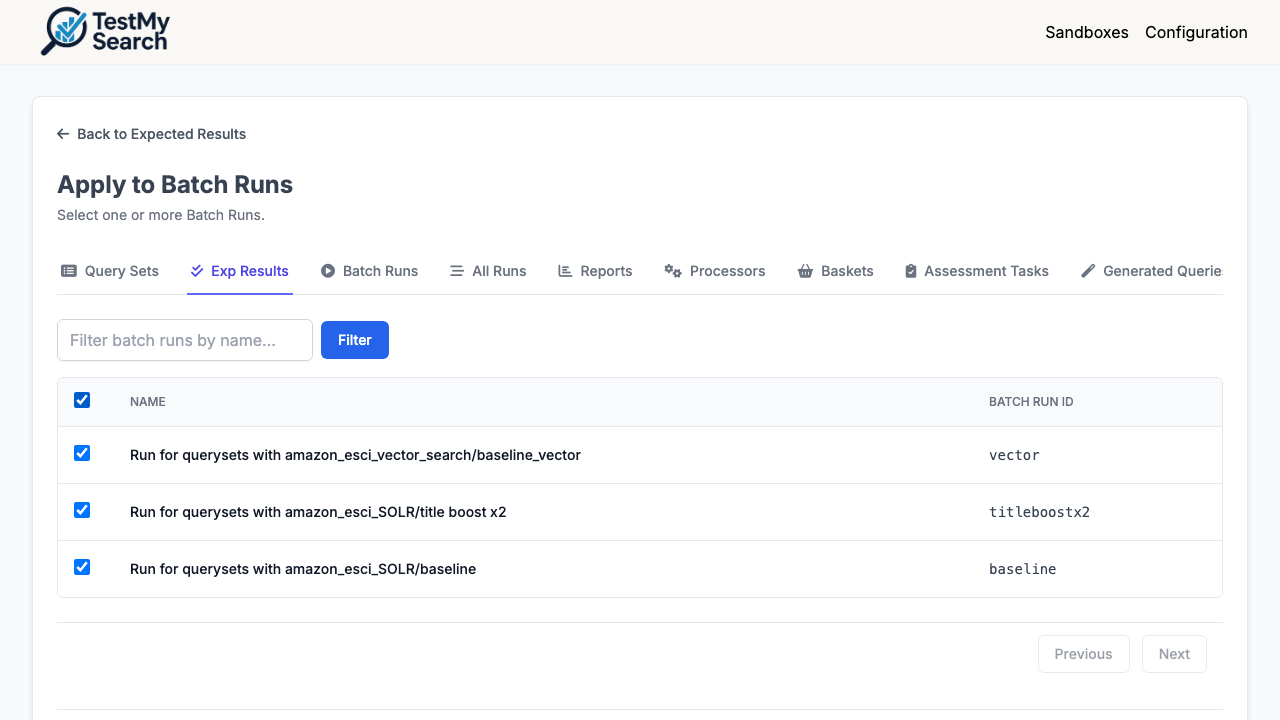 TestMy
Search
Sandboxes Configuration
Back to Expected Results
Apply to Batch Runs
Select one or more Batch Runs.
Query Sets Exp Results Batch Runs All Runs Reports Processors Baskets Assessment Tasks Generated Querie
Filter batch runs by name...
Filter
NAME BATCH RUN ID
Run for querysets with amazon_esci_vector_search/baseline_vector vector
Run for querysets with amazon_esci_SOLR/title boost x2 titleboostx2
Run for querysets with amazon_esci_SOLR/baseline baseline
Previous Next